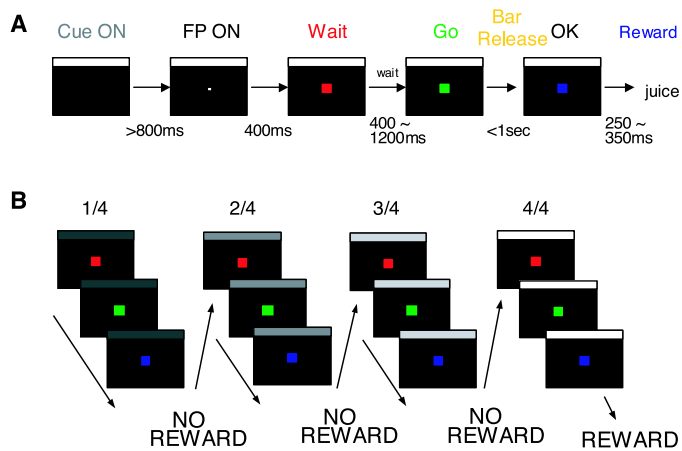 A
Cue ON
FP ON
Wait
Go
Bar
Release
OK
Reward
wait
juice
>800ms
400ms
400 ~
1200ms
<1sec
250 ~
350ms
B
1/4
2/4
3/4
4/4
NO
REWARD
NO
REWARD
NO
REWARD
REWARD